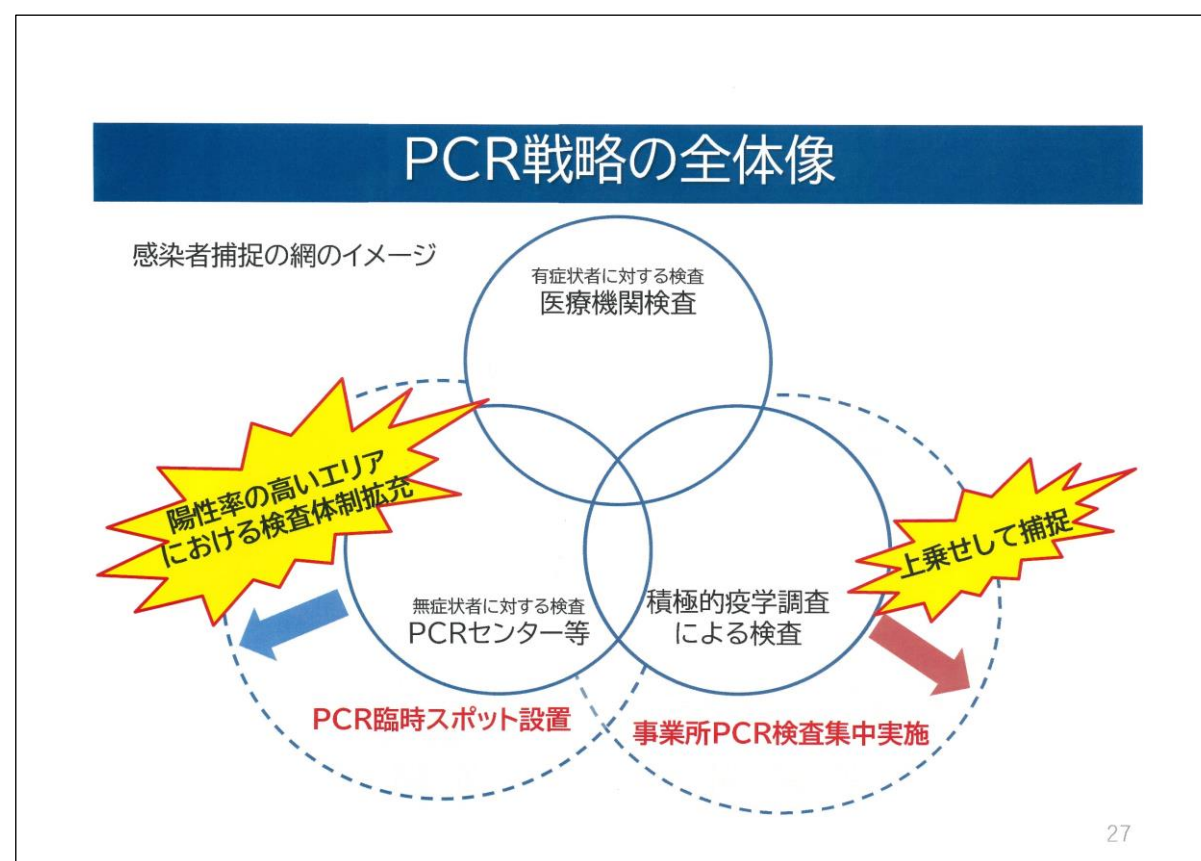 PCR戦略の全体像
感染者捕捉の網のイメージ
有症状者に対する検査
医療機関検査
陽性率の高いエリア
における検査体制拡充
上乗せして捕捉
無症状者に対する検査
PCRセンター等
積極的疫学調査
による検査
PCR臨時スポット設置
事業所PCR検査集中実施
27